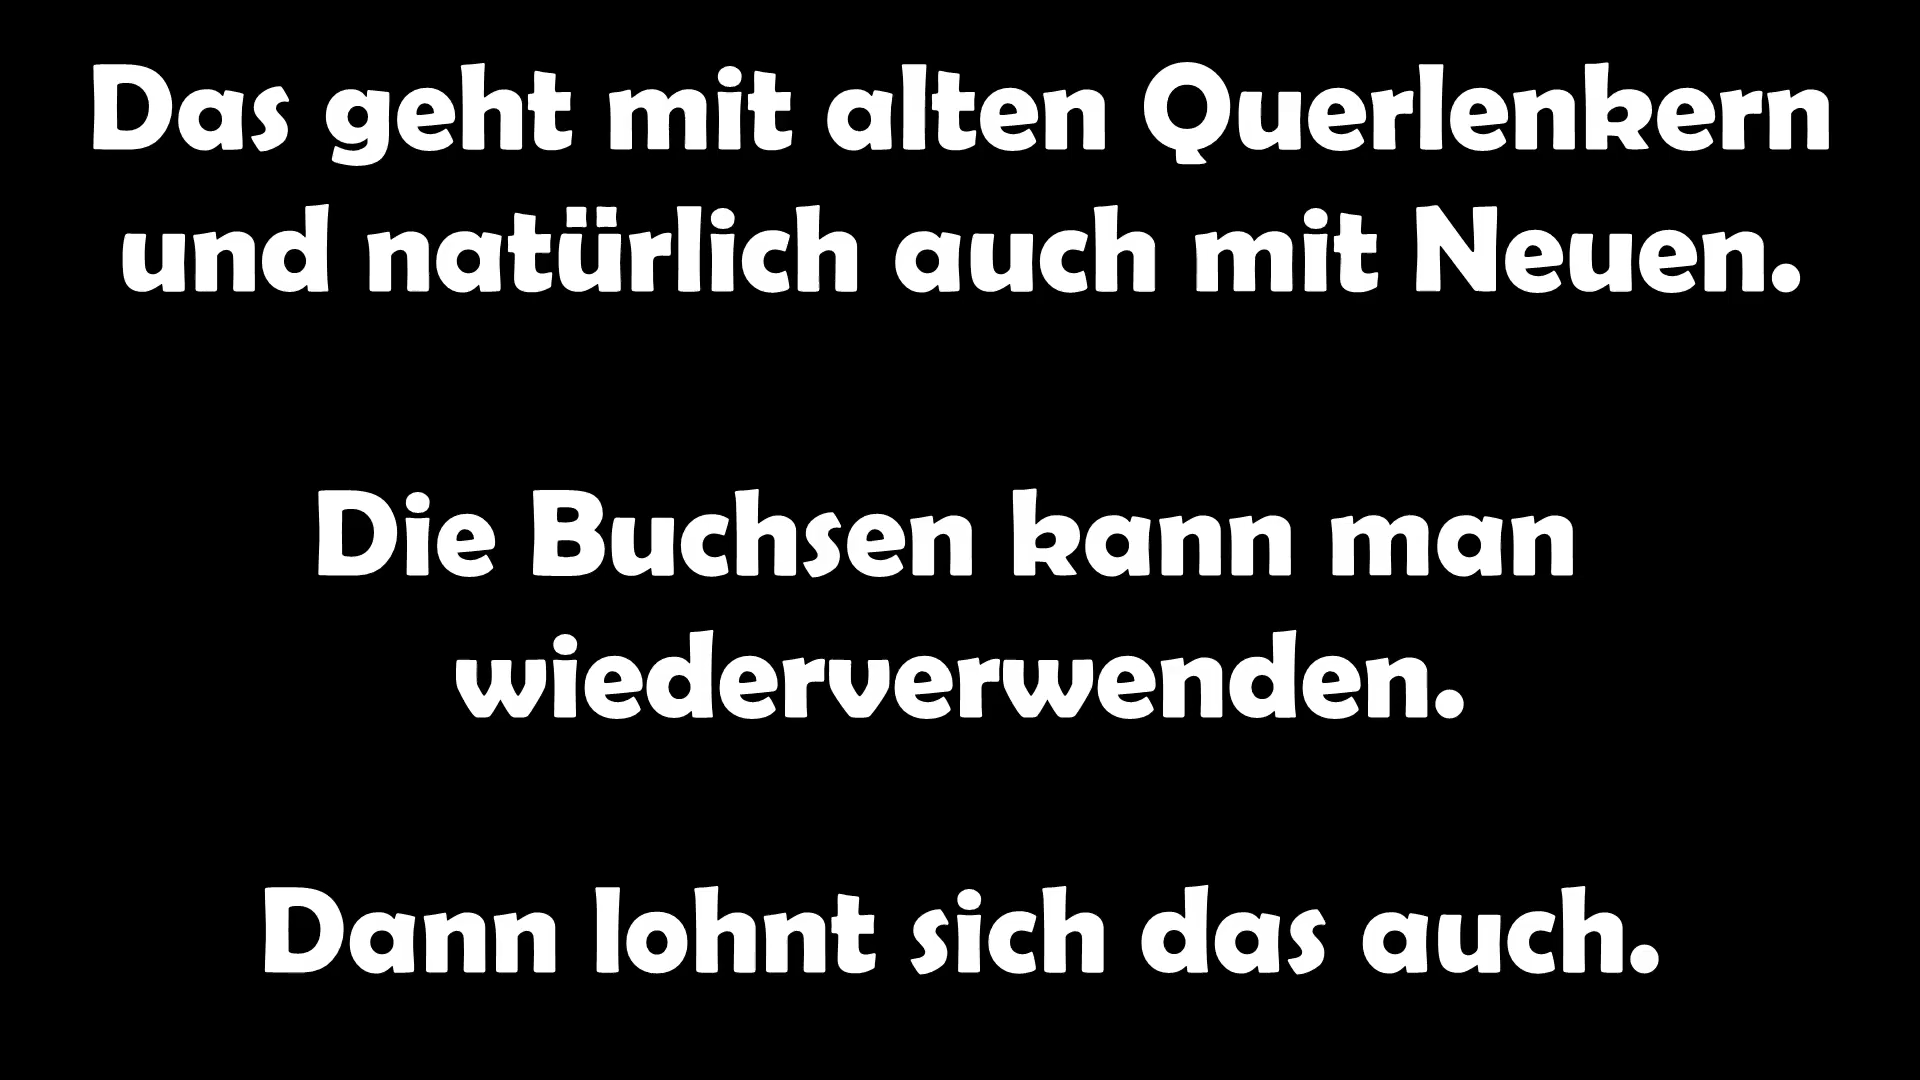 Das geht mit alten Querlenkern
und natürlich auch mit Neuen.
Die Buchsen kann man
wiederverwenden.
Dann lohnt sich das auch.